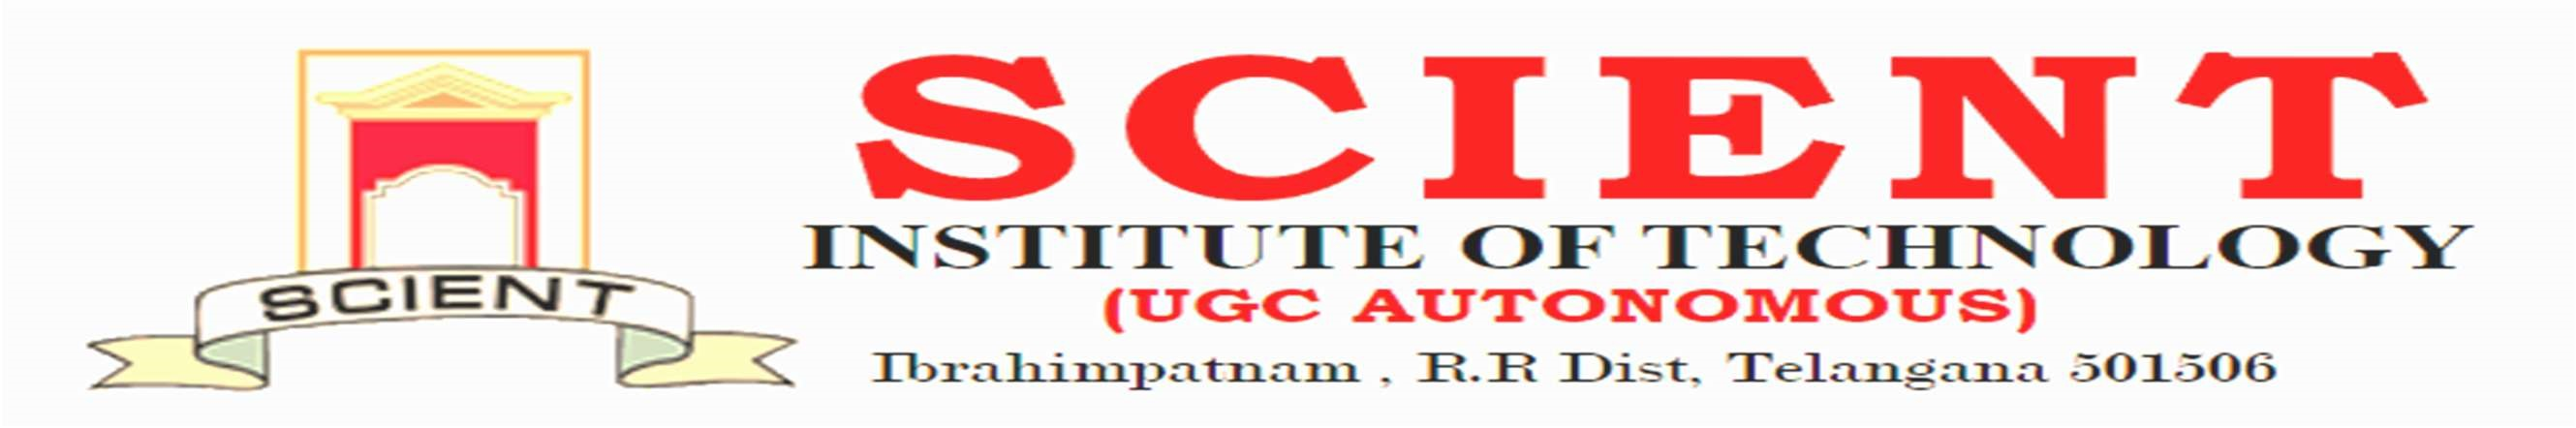 SCIENT
SCIENT
INSTITUTE OF TECHNOLOGY
(UGC AUTONOMOUS)
Ibrahimpatnam , R.R Dist, Telangana 501506